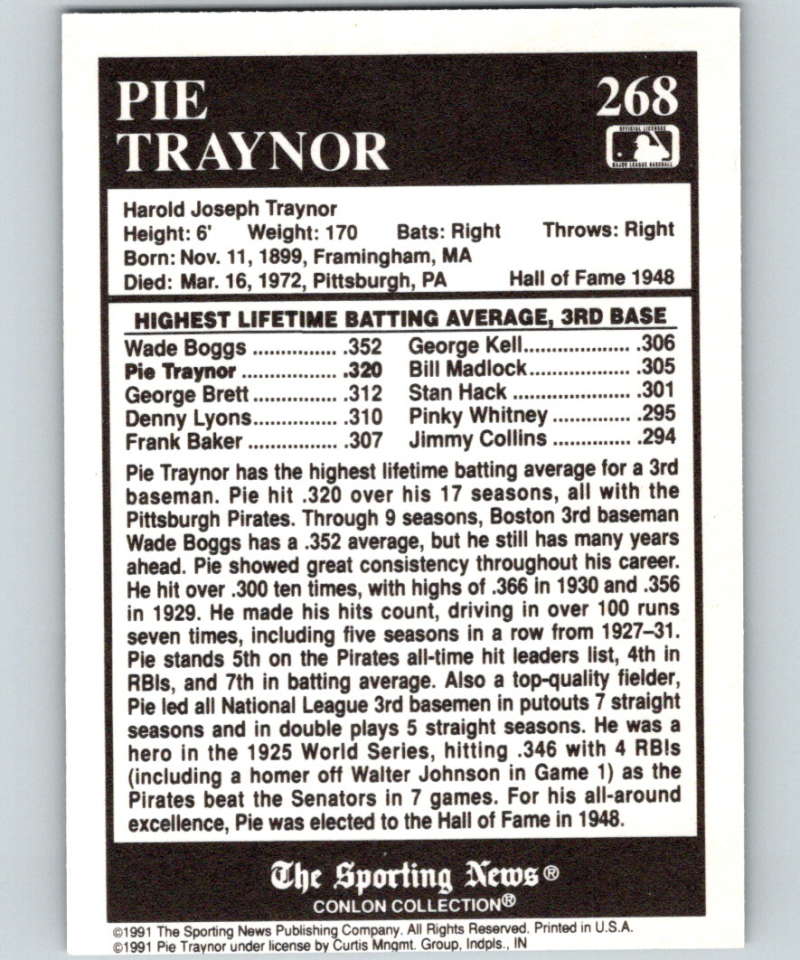 PIE
TRAYNOR
268
OFFICIAL LICENSEE
MAJOR LEAGUE BASEBALL
Harold Joseph Traynor
Height: 6' Weight: 170 Bats: Right Throws: Right
Born: Nov. 11, 1899, Framingham, MA
Died: Mar. 16, 1972, Pittsburgh, PA Hall of Fame 1948
HIGHEST LIFETIME BATTING AVERAGE, 3RD BASE
Wade Boggs ................ .352 George Kell.................. .306
Pie Traynor .................. .320 Bill Madlock................. .305
George Brett ................ .312 Stan Hack .................... .301
Denny Lyons................ .310 Pinky Whitney ............. .295
Frank Baker ................ .307 Jimmy Collins ............. .294
Pie Traynor has the highest lifetime batting average for a 3rd
baseman. Pie hit .320 over his 17 seasons, all with the
Pittsburgh Pirates. Through 9 seasons, Boston 3rd baseman
Wade Boggs has a .352 average, but he still has many years
ahead. Pie showed great consistency throughout his career.
He hit over .300 ten times, with highs of .366 in 1930 and .356
in 1929. He made his hits count, driving in over 100 runs
seven times, including five seasons in a row from 1927–31.
Pie stands 5th on the Pirates all-time hit leaders list, 4th in
RBIs, and 7th in batting average. Also a top-quality fielder,
Pie led all National League 3rd basemen in putouts 7 straight
seasons and in double plays 5 straight seasons. He was a
hero in the 1925 World Series, hitting .346 with 4 RBIs
(including a homer off Walter Johnson in Game 1) as the
Pirates beat the Senators in 7 games. For his all-around
excellence, Pie was elected to the Hall of Fame in 1948.
The Sporting News®
CONLON COLLECTION®
©1991 The Sporting News Publishing Company. All Rights Reserved. Printed in U.S.A.
©1991 Pie Traynor under license by Curtis Mngmt. Group, Indpls., IN